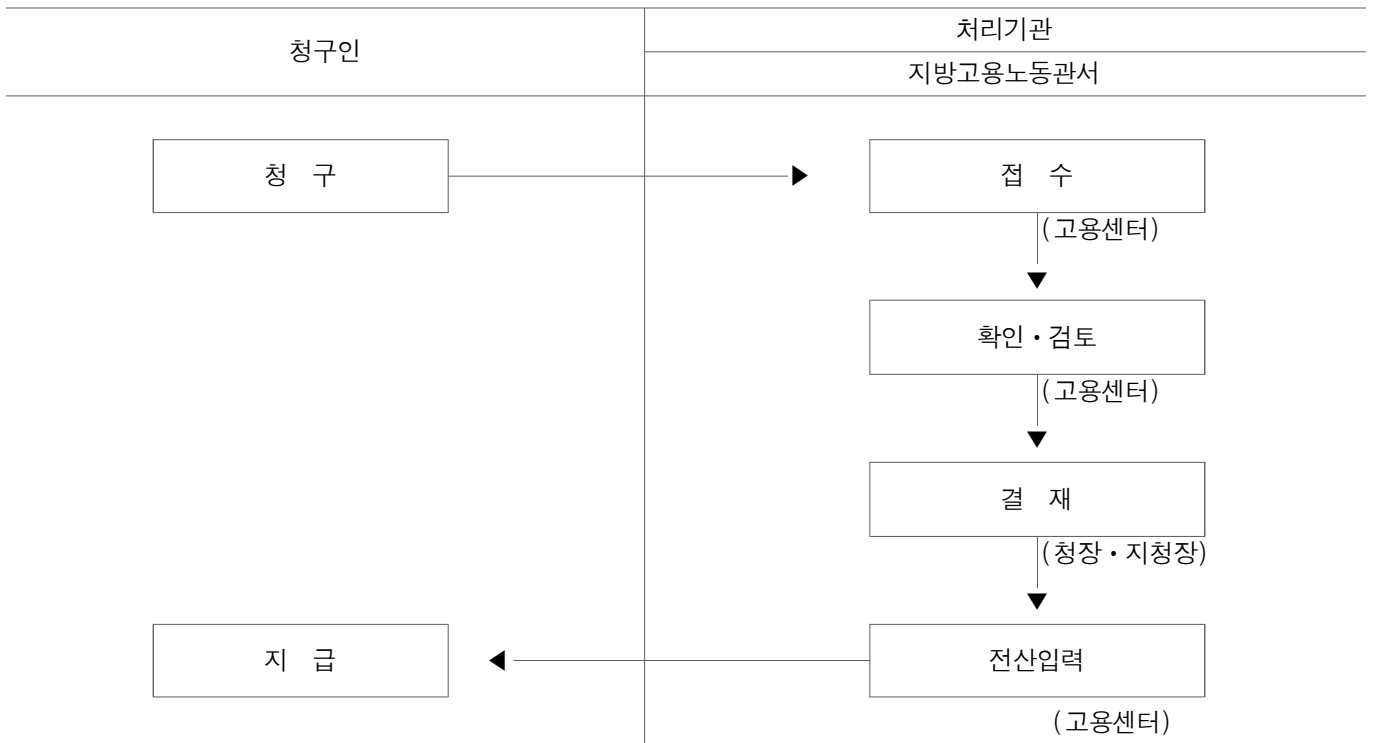 청구인
처리기관
지방고용노동관서
청 구
접 수
(고용센터)
확인・검토
(고용센터)
결 재
(청장・지청장)
지 급
전산입력
(고용센터)